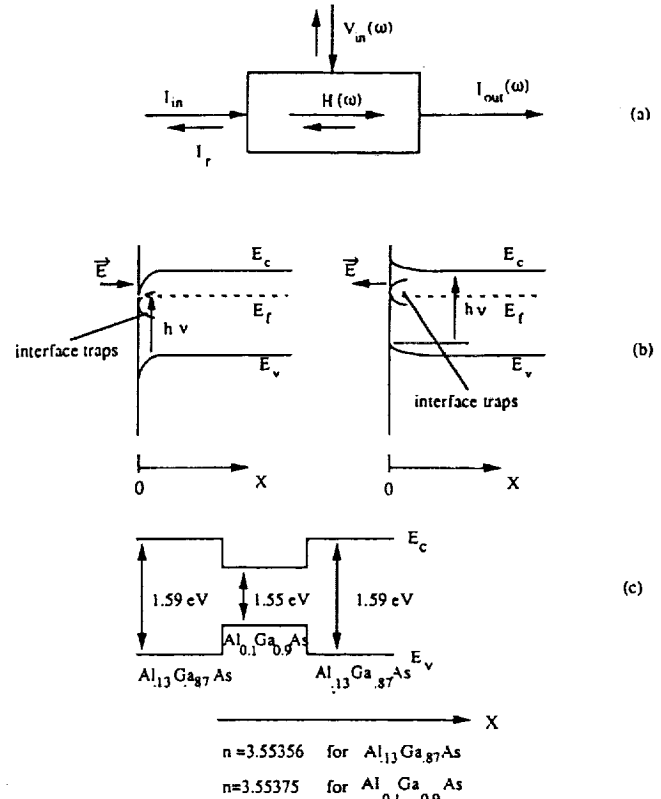 V_in(ω)
I_in
H(ω)
I_out(ω)
(a)
I_r
E
E_c
E_f
hν
interface traps
E_v
E
E_c
E_f
hν
E_v
interface traps
(b)
0
X
0
X
E_c
1.59 eV
1.55 eV
1.59 eV
(c)
Al_0.1Ga_0.9As
E_v
Al_.13Ga_.87As
Al_.13Ga_.87As
X
n =3.55356 for Al_.13Ga_.87As
n=3.55375 for Al_0.1Ga_0.9As